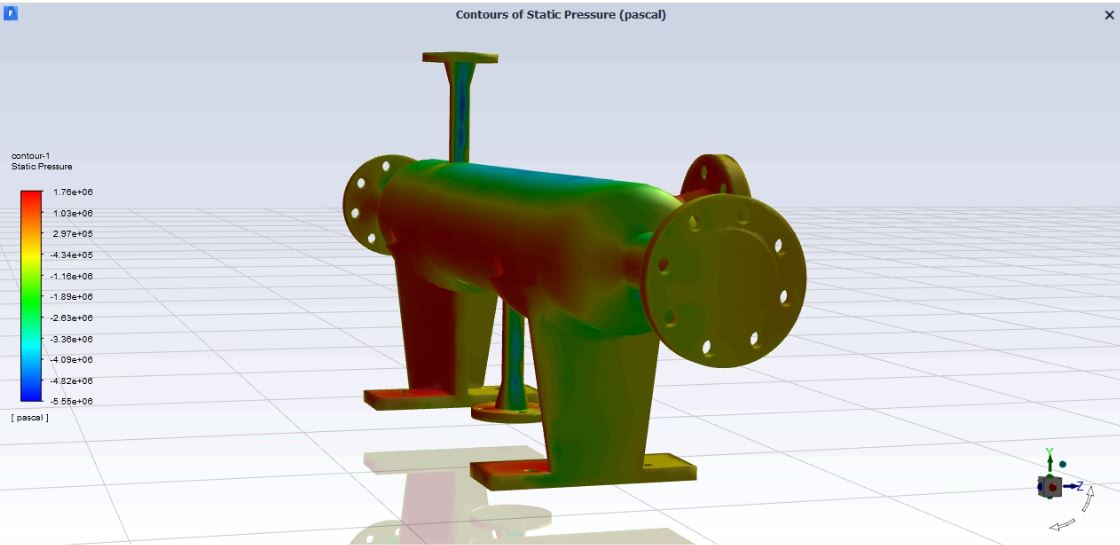 F
Contours of Static Pressure (pascal)
contour-1
Static Pressure
1.76e+06
1.03e+06
2.97e+05
-4.34e+05
-1.16e+06
-1.89e+06
-2.63e+06
-3.36e+06
-4.09e+06
-4.82e+06
-5.55e+06
[ pascal ]
Y
Z